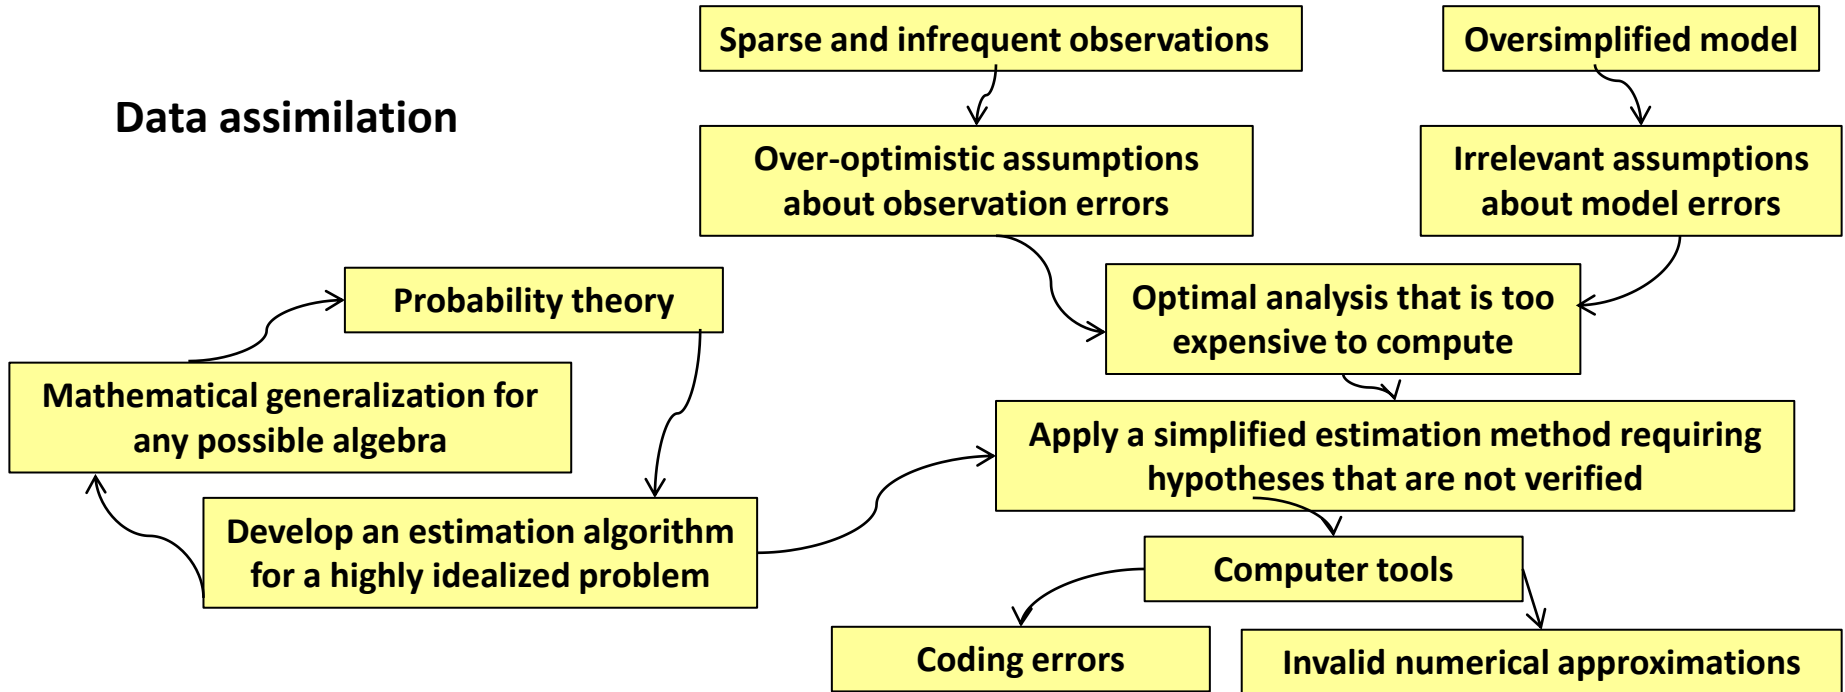 Sparse and infrequent observations
Oversimplified model
Data assimilation
Over-optimistic assumptions
about observation errors
Irrelevant assumptions
about model errors
Probability theory
Optimal analysis that is too
expensive to compute
Mathematical generalization for
any possible algebra
Apply a simplified estimation method requiring
hypotheses that are not verified
Develop an estimation algorithm
for a highly idealized problem
Computer tools
Coding errors
Invalid numerical approximations